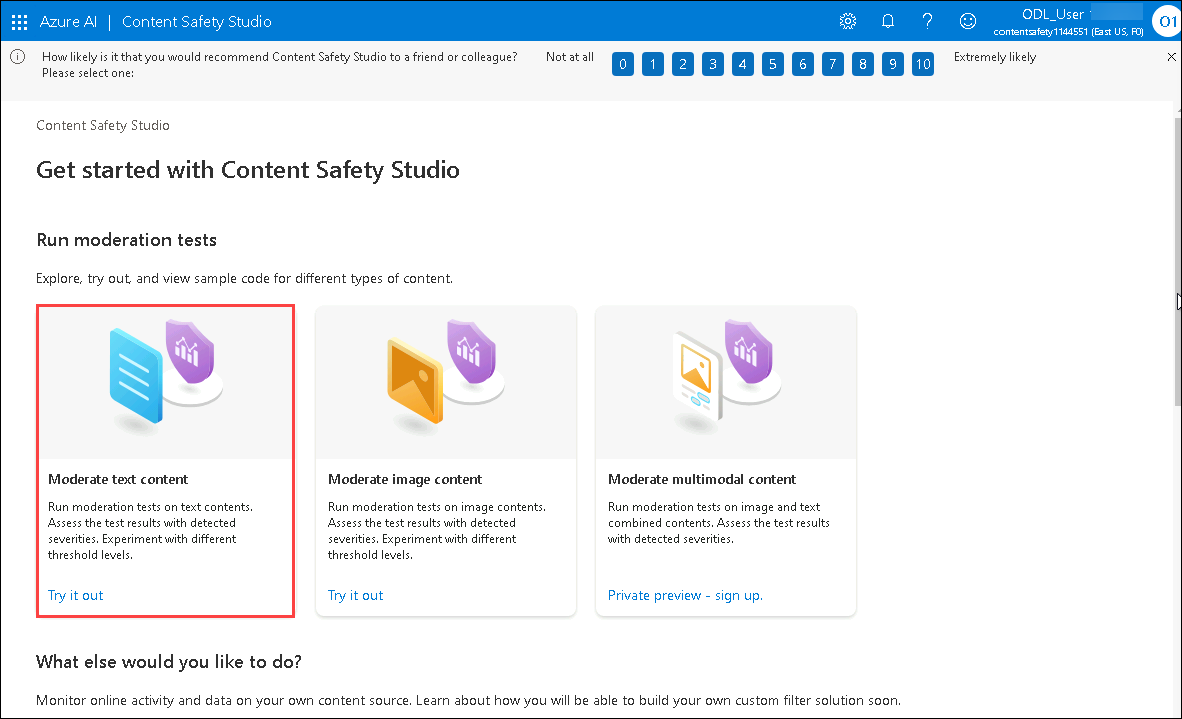 Azure AI | Content Safety Studio
ODL_User
contentsafety1144551 (East US, F0)
O1
How likely is it that you would recommend Content Safety Studio to a friend or colleague?
Please select one:
Not at all
0 1 2 3 4 5 6 7 8 9 10
Extremely likely
Content Safety Studio
Get started with Content Safety Studio
Run moderation tests
Explore, try out, and view sample code for different types of content.
Moderate text content
Run moderation tests on text contents.
Assess the test results with detected
severities. Experiment with different
threshold levels.
Try it out
Moderate image content
Run moderation tests on image contents.
Assess the test results with detected
severities. Experiment with different
threshold levels.
Try it out
Moderate multimodal content
Run moderation tests on image and text
combined contents. Assess the test results
with detected severities.
Private preview - sign up.
What else would you like to do?
Monitor online activity and data on your own content source. Learn about how you will be able to build your own custom filter solution soon.